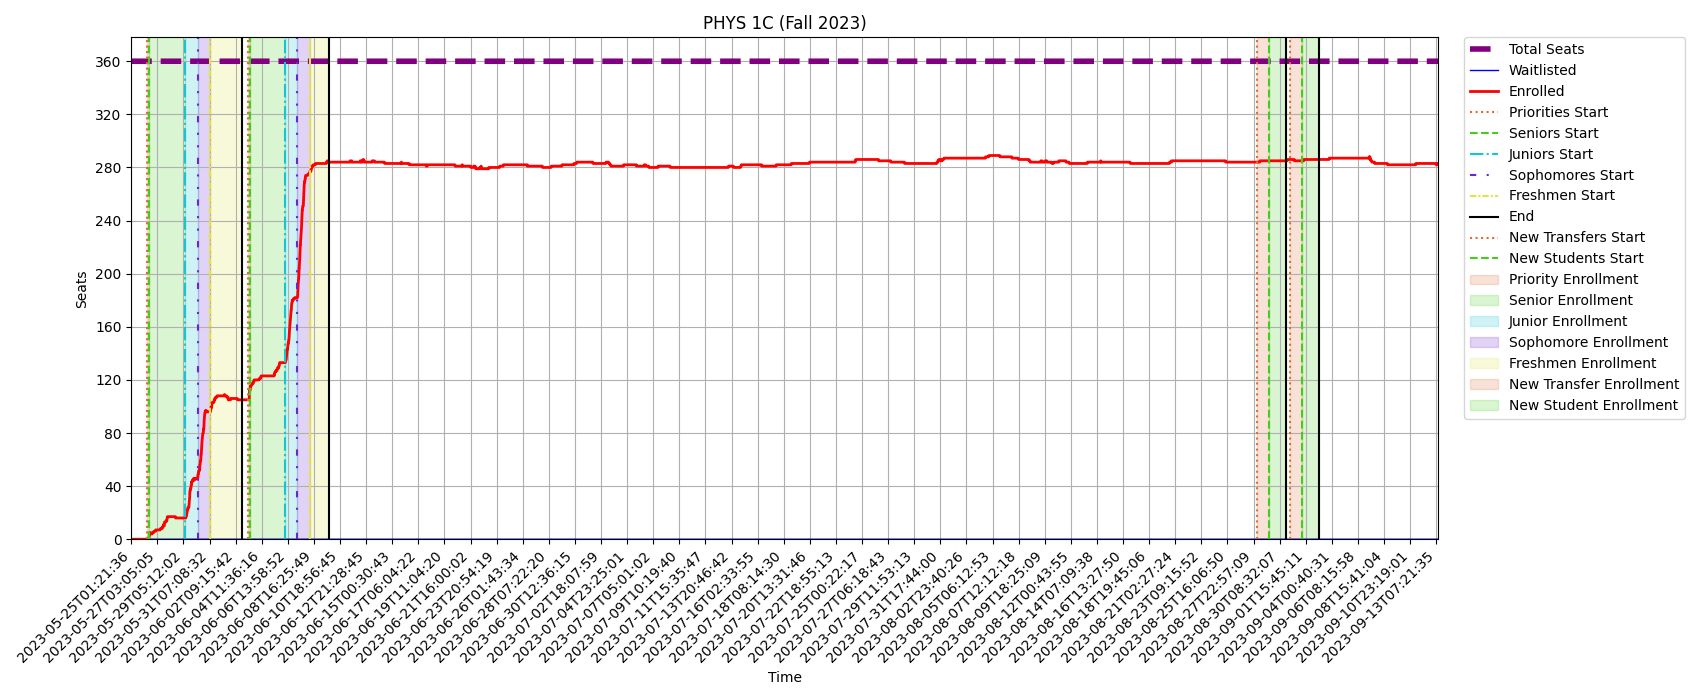 PHYS 1C (Fall 2023)
Seats
360
320
280
240
200
160
120
80
40
0
2023-05-25T01:21:36
2023-05-27T03:05:05
2023-05-29T05:12:02
2023-05-31T07:08:32
2023-06-02T09:15:42
2023-06-04T11:36:16
2023-06-06T13:58:52
2023-06-08T16:25:49
2023-06-10T18:56:45
2023-06-12T21:28:45
2023-06-15T00:30:43
2023-06-17T06:04:22
2023-06-19T11:04:20
2023-06-21T16:00:02
2023-06-23T20:54:19
2023-06-26T01:43:34
2023-06-28T07:22:20
2023-06-30T12:36:15
2023-07-02T18:07:59
2023-07-04T23:25:01
2023-07-07T05:01:02
2023-07-09T10:19:40
2023-07-11T15:35:47
2023-07-13T20:46:42
2023-07-16T02:33:55
2023-07-18T08:14:30
2023-07-20T13:31:46
2023-07-22T18:55:13
2023-07-25T00:22:17
2023-07-27T06:18:43
2023-07-29T11:53:13
2023-07-31T17:44:00
2023-08-02T23:40:26
2023-08-05T06:12:53
2023-08-07T12:12:18
2023-08-09T18:25:09
2023-08-12T00:43:55
2023-08-14T07:09:38
2023-08-16T13:27:50
2023-08-18T19:45:06
2023-08-21T02:27:24
2023-08-23T09:15:52
2023-08-25T16:06:50
2023-08-27T22:57:09
2023-08-30T08:32:07
2023-09-01T15:45:11
2023-09-04T00:40:31
2023-09-06T08:15:58
2023-09-08T15:41:04
2023-09-10T23:19:01
2023-09-13T07:21:35
Time
Total Seats
Waitlisted
Enrolled
Priorities Start
Seniors Start
Juniors Start
Sophomores Start
Freshmen Start
End
New Transfers Start
New Students Start
Priority Enrollment
Senior Enrollment
Junior Enrollment
Sophomore Enrollment
Freshmen Enrollment
New Transfer Enrollment
New Student Enrollment